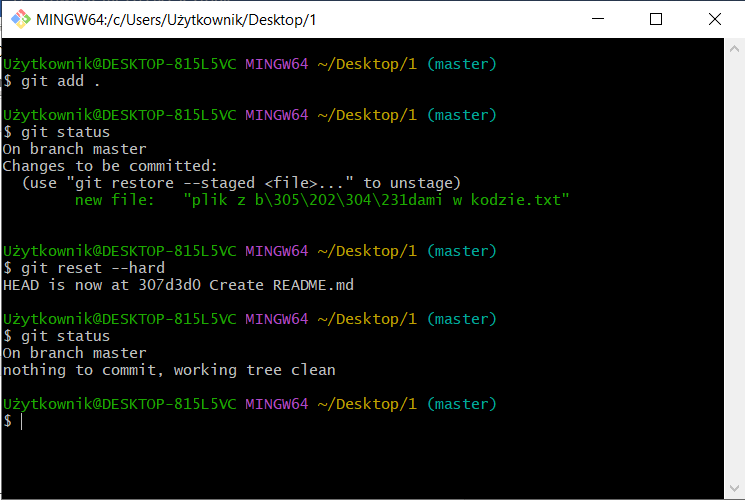 MINGW64:/c/Users/Użytkownik/Desktop/1
Użytkownik@DESKTOP-815L5VC MINGW64 ~/Desktop/1 (master)
$ git add .
Użytkownik@DESKTOP-815L5VC MINGW64 ~/Desktop/1 (master)
$ git status
On branch master
Changes to be committed:
  (use "git restore --staged <file>..." to unstage)
        new file:   "plik z b\305\202\304\231dami w kodzie.txt"
Użytkownik@DESKTOP-815L5VC MINGW64 ~/Desktop/1 (master)
$ git reset --hard
HEAD is now at 307d3d0 Create README.md
Użytkownik@DESKTOP-815L5VC MINGW64 ~/Desktop/1 (master)
$ git status
On branch master
nothing to commit, working tree clean
Użytkownik@DESKTOP-815L5VC MINGW64 ~/Desktop/1 (master)
$